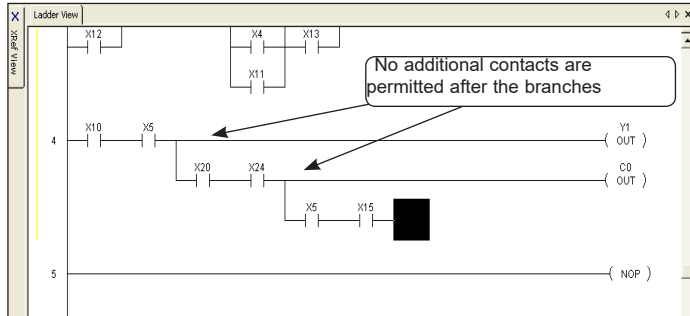 X
Ladder View
XRef View
X12
X4
X13
X11
No additional contacts are
permitted after the branches
4
X10
X5
Y1
OUT
X20
X24
C0
OUT
X5
X15
5
NOP